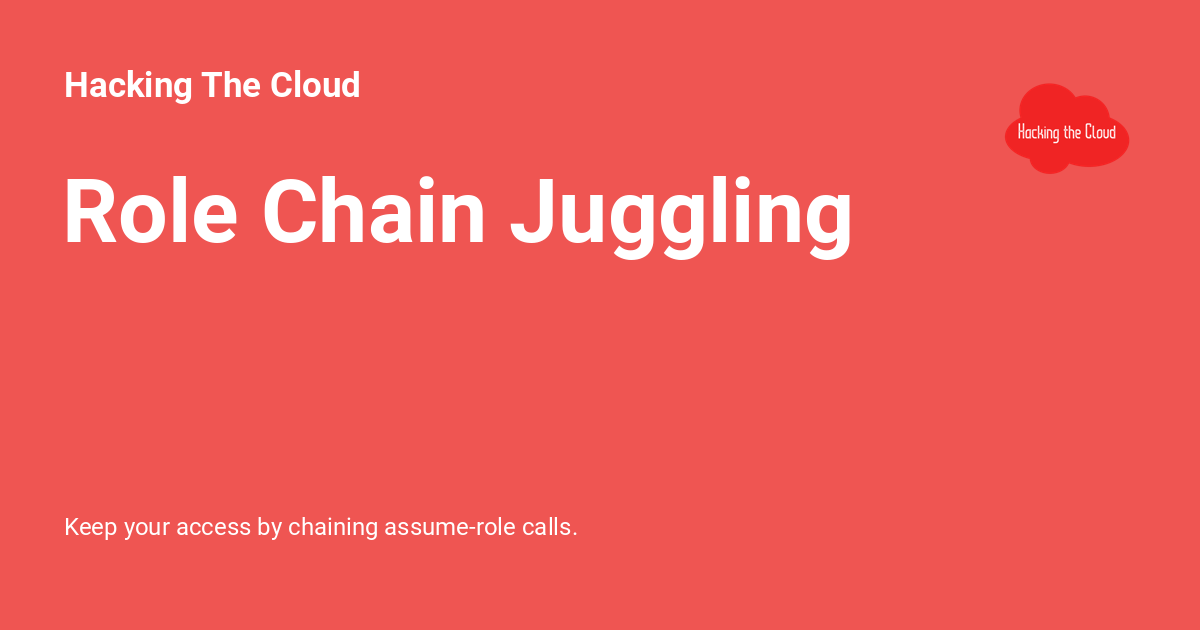 Hacking The Cloud
Hacking the Cloud
Role Chain Juggling
Keep your access by chaining assume-role calls.